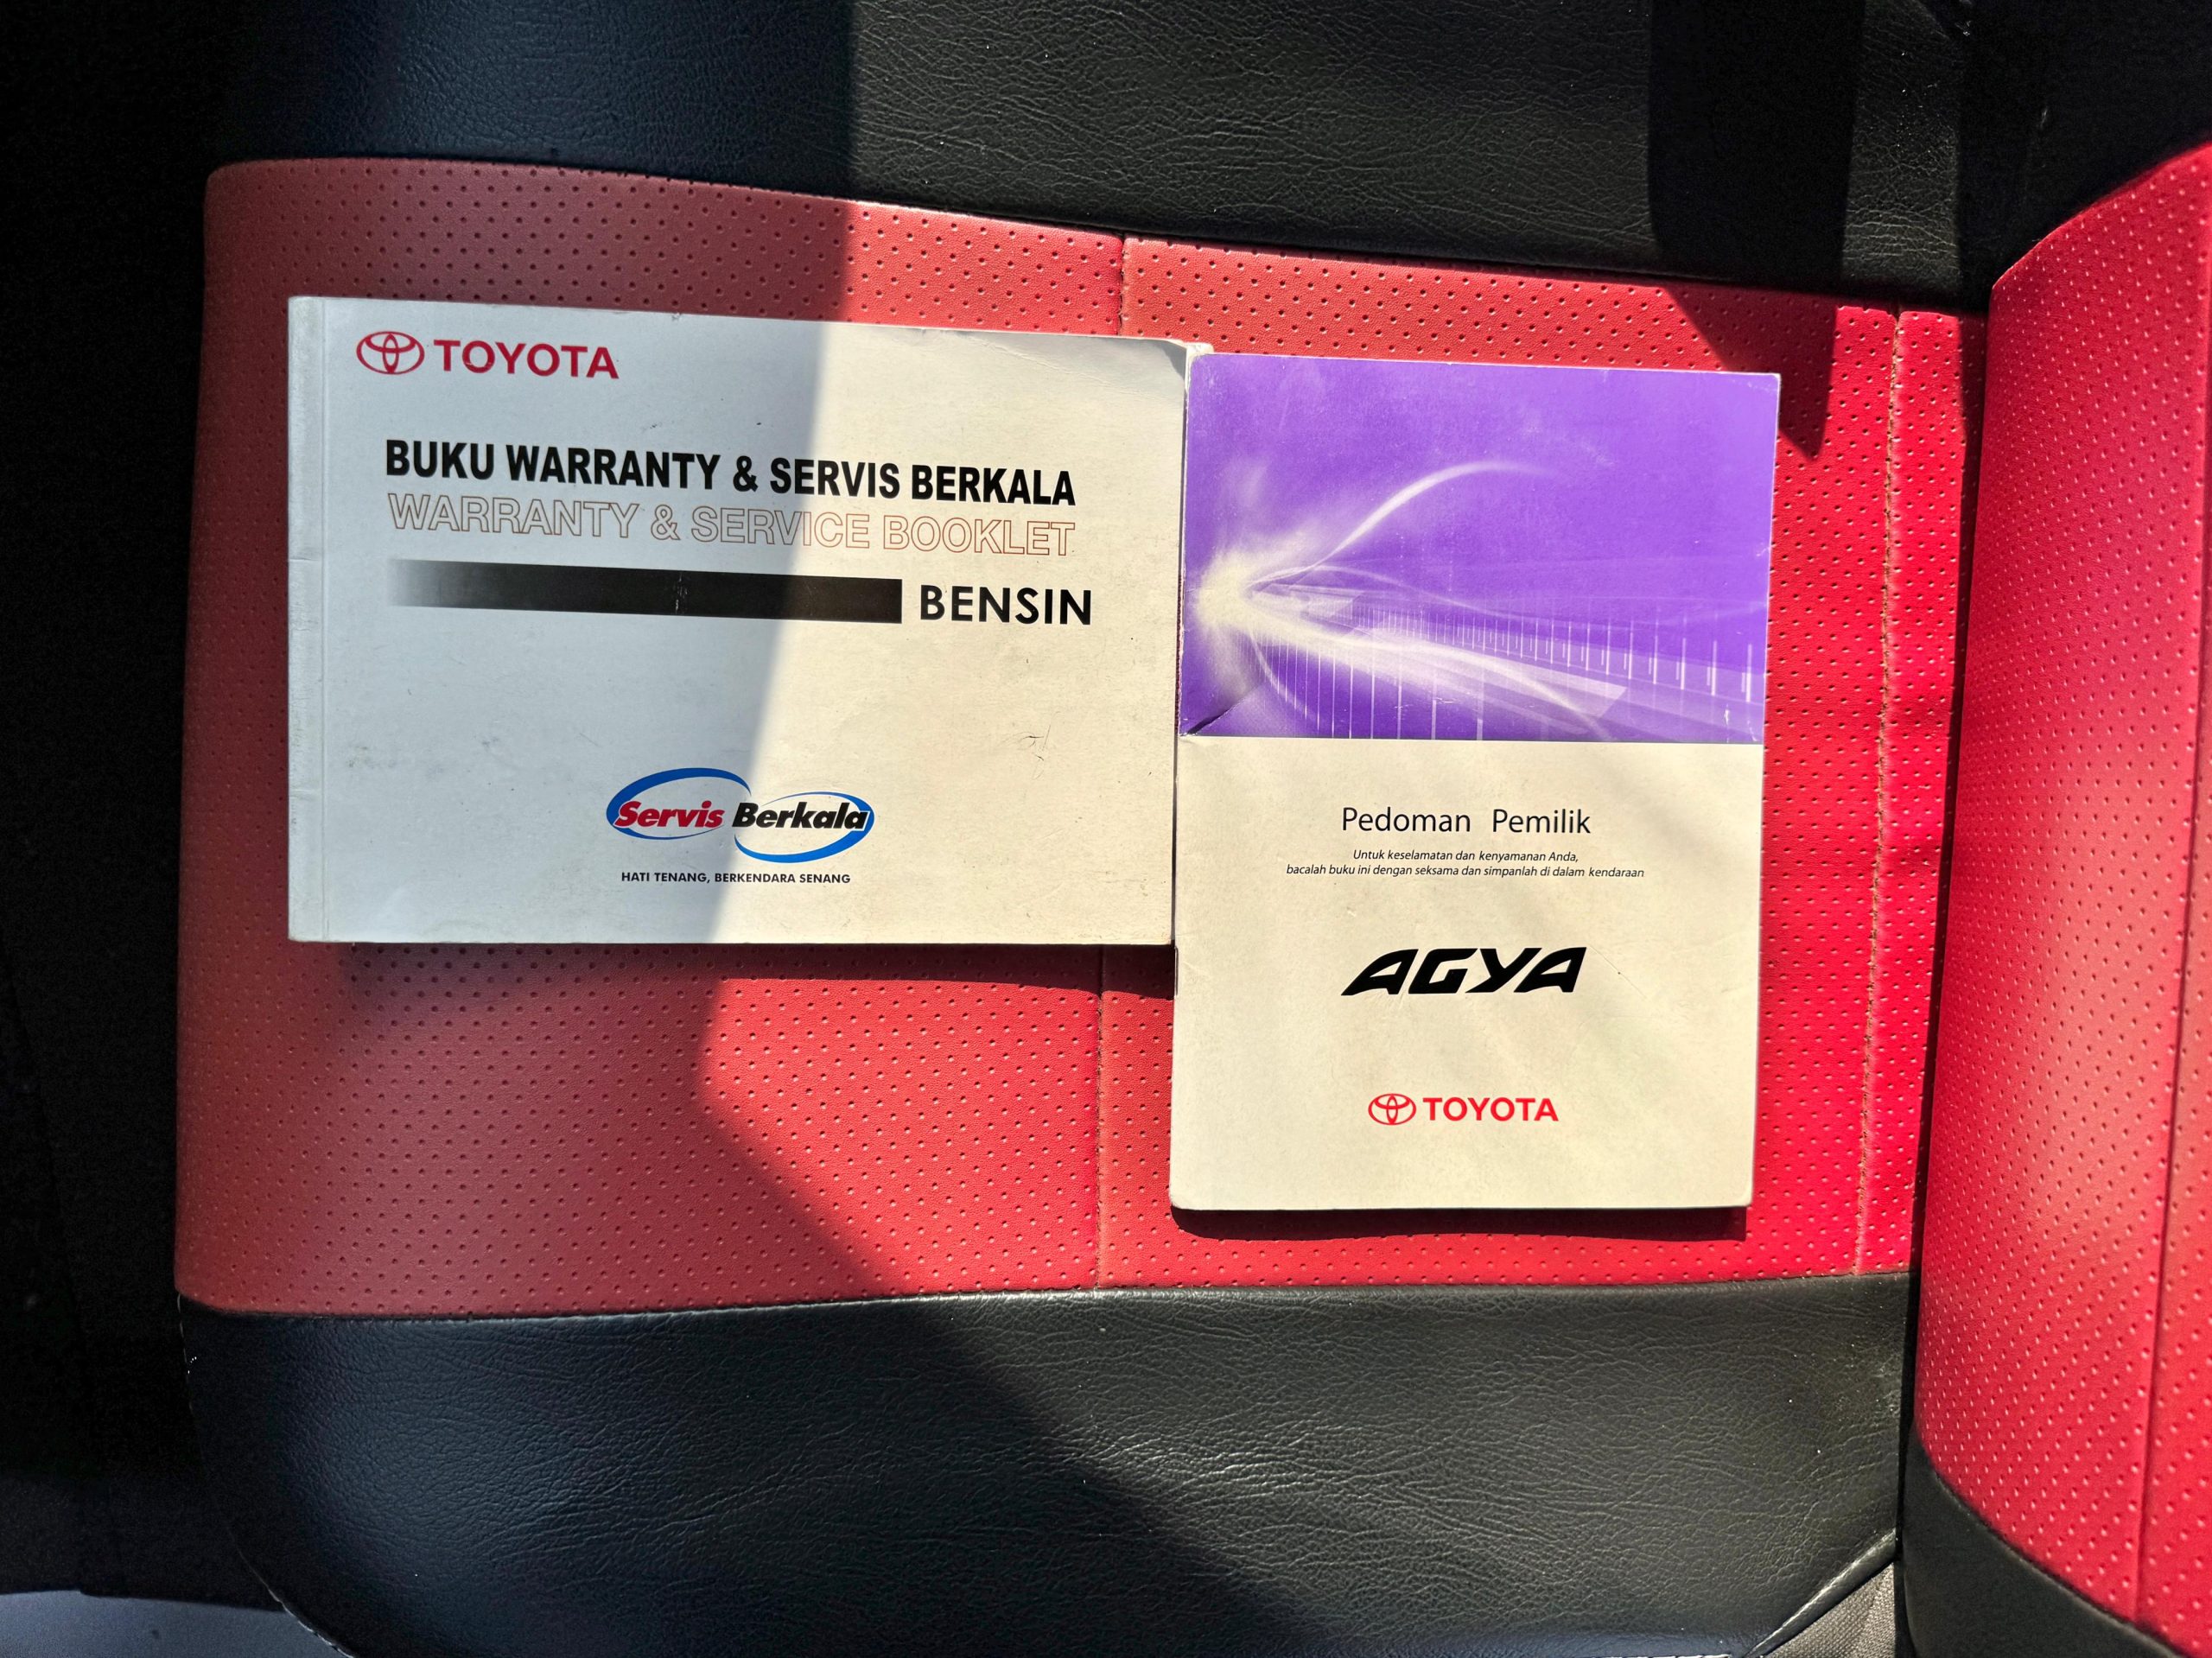 TOYOTA
BUKU WARRANTY & SERVIS BERKALA
WARRANTY & SERVICE BOOKLET
BENSIN
Servis Berkala
HATI TENANG, BERKENDARA SENANG
Pedoman Pemilik
Untuk keselamatan dan kenyamanan Anda,
bacalah buku ini dengan seksama dan simpanlah di dalam kendaraan
AGYA
TOYOTA